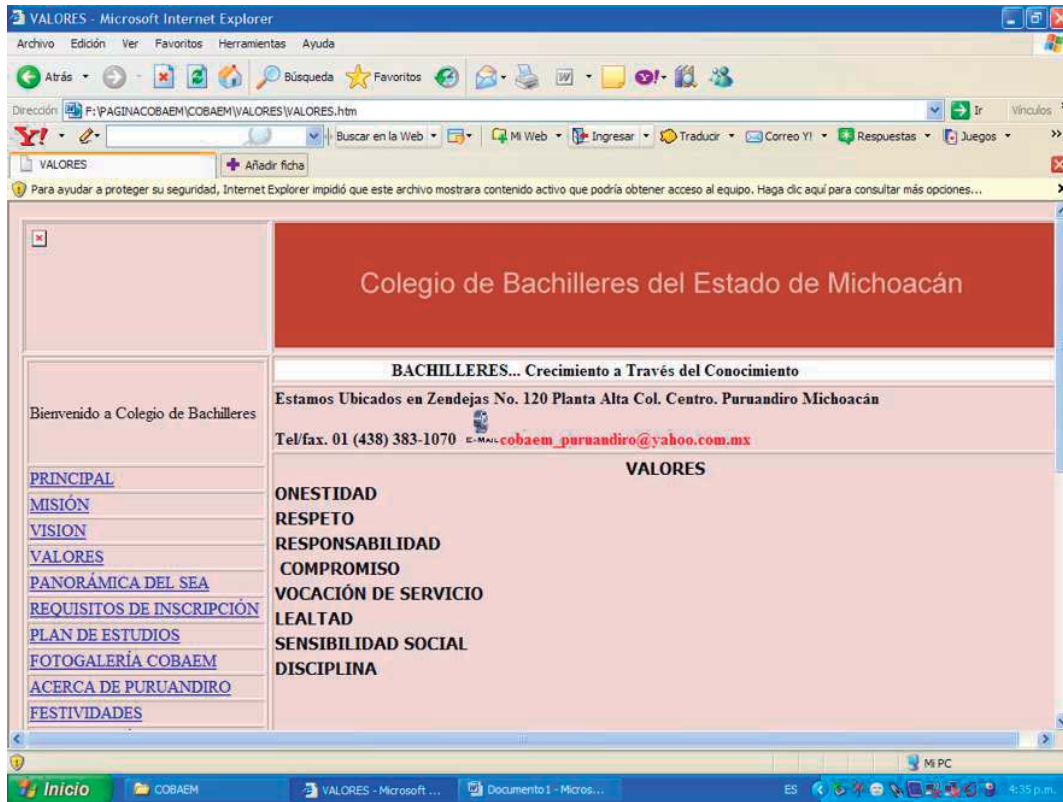 VALORES - Microsoft Internet Explorer
Archivo Edición Ver Favoritos Herramientas Ayuda
Atrás Búsqueda Favoritos
Dirección F:\PAGINACOBAEM\COBAEM\VALORES\VALORES.htm Ir Vínculos
Y! Buscar en la Web Mi Web Ingresar Traducir Correo Y! Respuestas Juegos
VALORES Añadir ficha
Para ayudar a proteger su seguridad, Internet Explorer impidió que este archivo mostrara contenido activo que podría obtener acceso al equipo. Haga clic aquí para consultar más opciones...
Colegio de Bachilleres del Estado de Michoacán
BACHILLERES... Crecimiento a Través del Conocimiento
Bienvenido a Colegio de Bachilleres
Estamos Ubicados en Zendejas No. 120 Planta Alta Col. Centro. Puruandiro Michoacán
Tel/fax. 01 (438) 383-1070 E-MAIL cobaem_puruandiro@yahoo.com.mx
PRINCIPAL
MISIÓN
VISION
VALORES
PANORÁMICA DEL SEA
REQUISITOS DE INSCRIPCIÓN
PLAN DE ESTUDIOS
FOTOGALERÍA COBAEM
ACERCA DE PURUANDIRO
FESTIVIDADES
VALORES
ONESTIDAD
RESPETO
RESPONSABILIDAD
COMPROMISO
VOCACIÓN DE SERVICIO
LEALTAD
SENSIBILIDAD SOCIAL
DISCIPLINA
Mi PC
Inicio COBAEM VALORES - Microsoft ... Documento1 - Micros... ES 4:35 p.m.